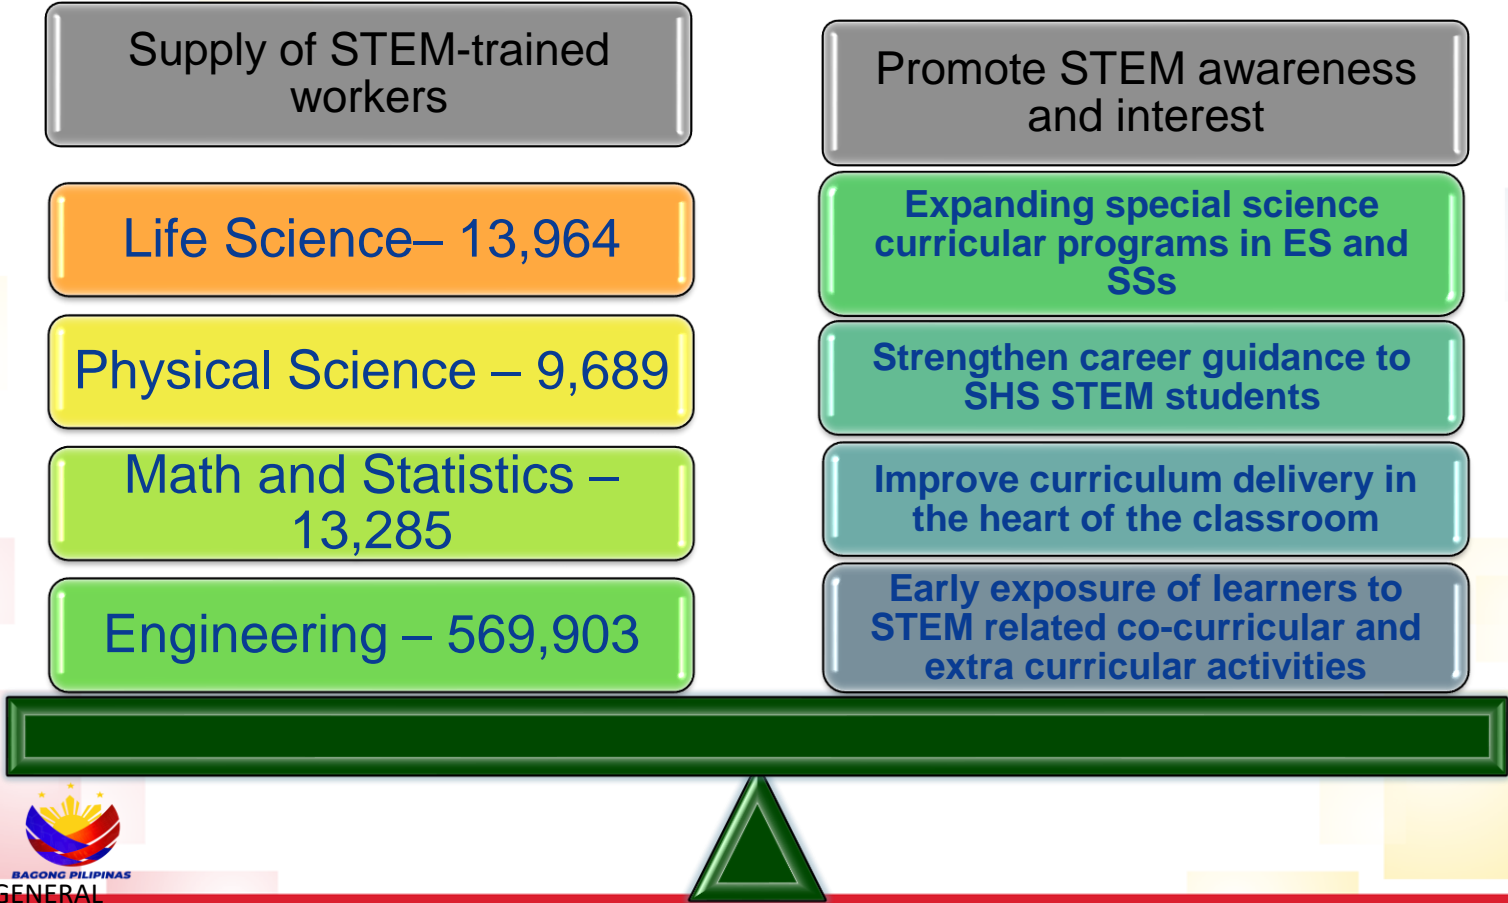 Supply of STEM-trained
workers
Life Science– 13,964
Physical Science – 9,689
Math and Statistics –
13,285
Engineering – 569,903
Promote STEM awareness
and interest
Expanding special science
curricular programs in ES and
SSs
Strengthen career guidance to
SHS STEM students
Improve curriculum delivery in
the heart of the classroom
Early exposure of learners to
STEM related co-curricular and
extra curricular activities
BAGONG PILIPINAS
GENERAL